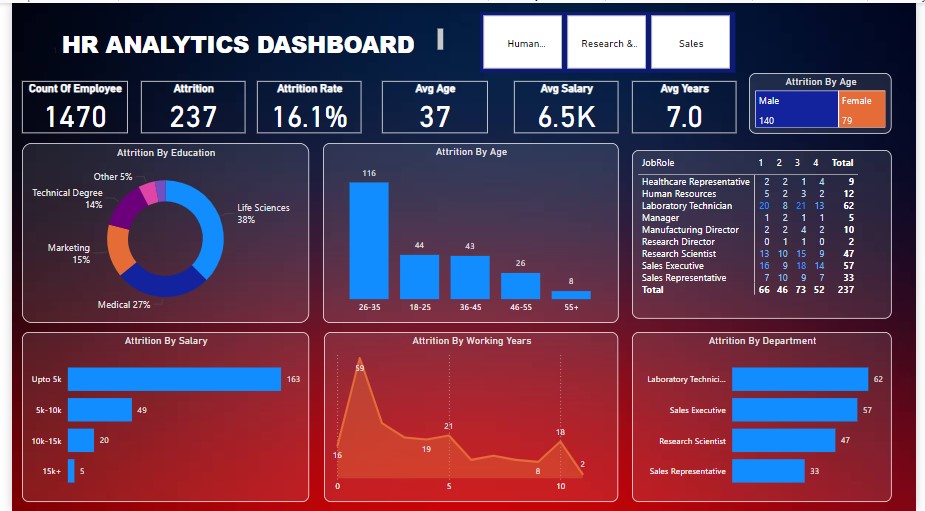 HR ANALYTICS DASHBOARD
Human...
Research &..
Sales
Count Of Employee
1470
Attrition
237
Attrition Rate
16.1%
Avg Age
37
Avg Salary
6.5K
Avg Years
7.0
Attrition By Age
Male
140
Female
79
Attrition By Education
Other 5%
Technical Degree
14%
Life Sciences
38%
Marketing
15%
Medical 27%
Attrition By Age
116
44
43
26
8
26-35 18-25 36-45 46-55 55+
JobRole 1 2 3 4 Total
Healthcare Representative 2 2 1 4 9
Human Resources 5 2 3 2 12
Laboratory Technician 20 8 21 13 62
Manager 1 2 1 1 5
Manufacturing Director 2 2 4 2 10
Research Director 0 1 1 0 2
Research Scientist 13 10 15 9 47
Sales Executive 16 9 18 14 57
Sales Representative 7 10 9 7 33
Total 66 46 73 52 237
Attrition By Salary
Upto 5k 163
5k-10k 49
10k-15k 20
15k+ 5
Attrition By Working Years
59
16
19
21
8
18
2
0 5 10
Attrition By Department
Laboratory Technici... 62
Sales Executive 57
Research Scientist 47
Sales Representative 33